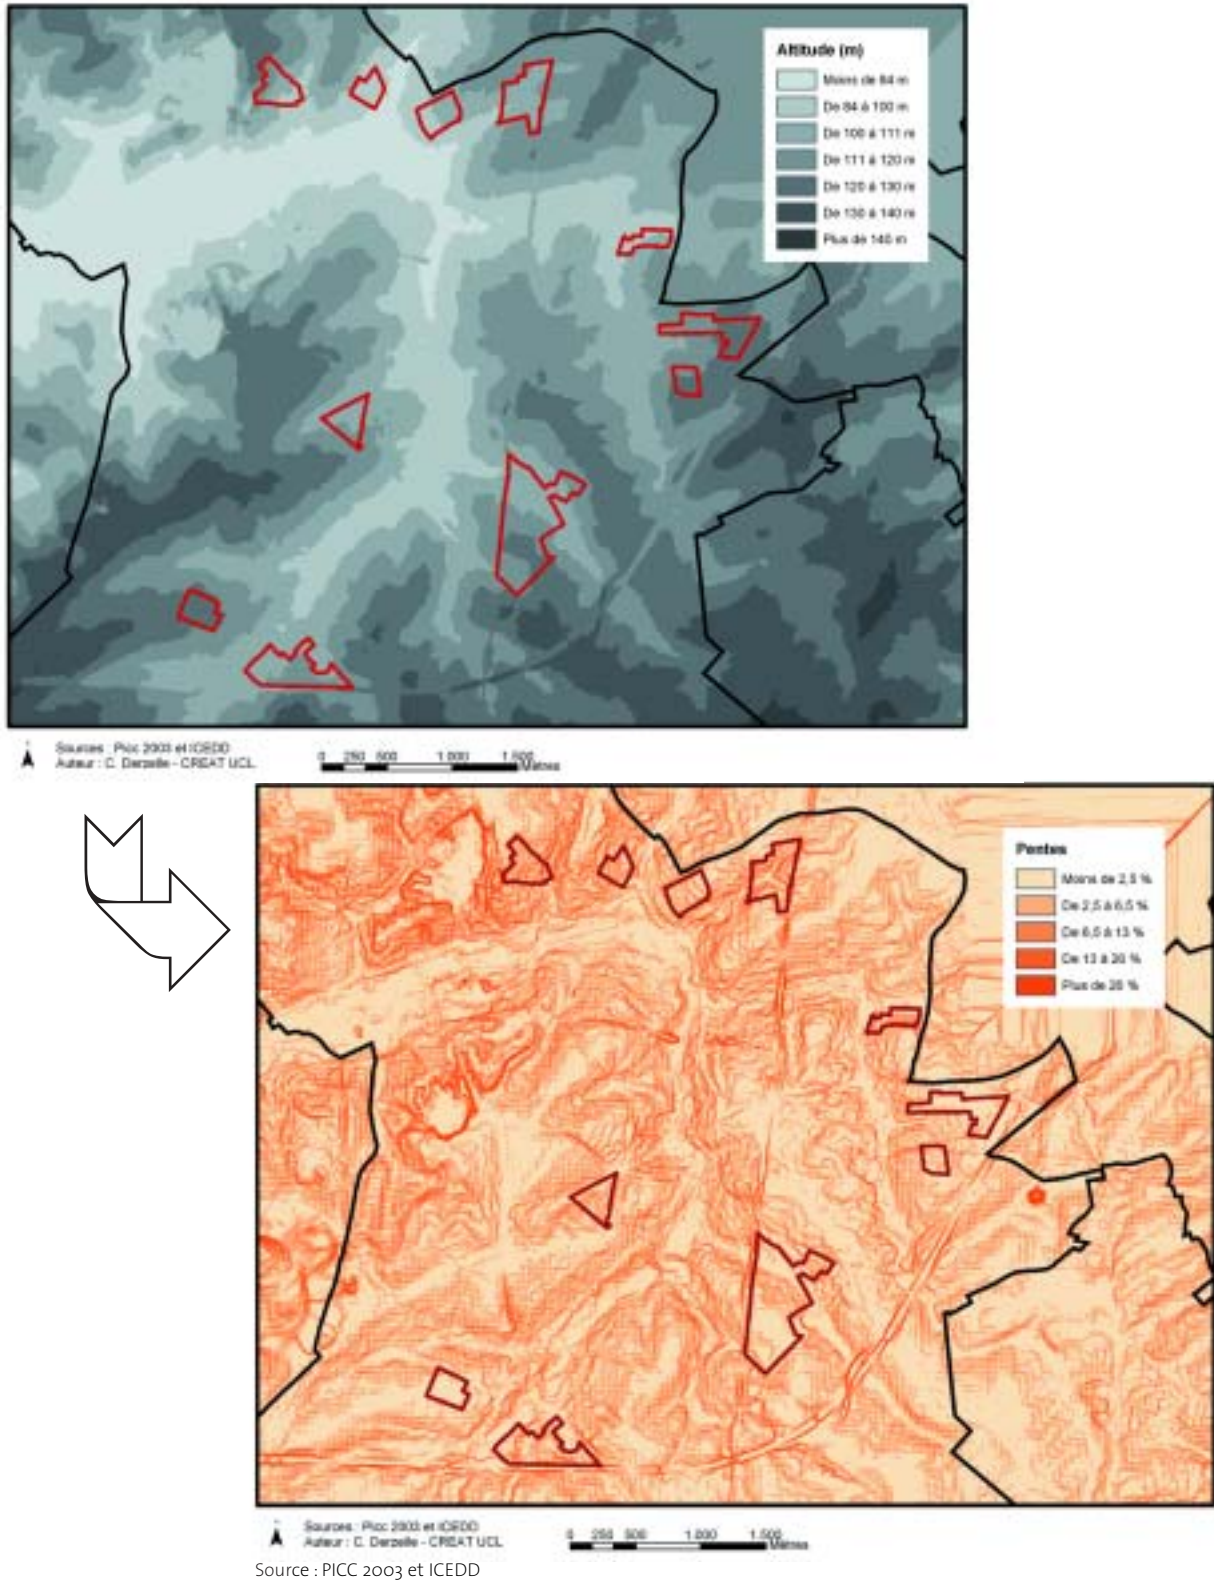 Altitude (m)
Moins de 84 m
De 84 à 100 m
De 100 à 111 m
De 111 à 120 m
De 120 à 130 m
De 130 à 140 m
Plus de 140 m
Sources : Picc 2003 et ICEDD
Auteur : C. Derzelle - CREAT UCL
0 250 500 1.000 1.500
Mètres
Pentes
Moins de 2,5 %
De 2,5 à 6,5 %
De 6,5 à 13 %
De 13 à 26 %
Plus de 26 %
Sources : Picc 2003 et ICEDD
Auteur : C. Derzelle - CREAT UCL
0 250 500 1.000 1.500
Mètres
Source : PICC 2003 et ICEDD